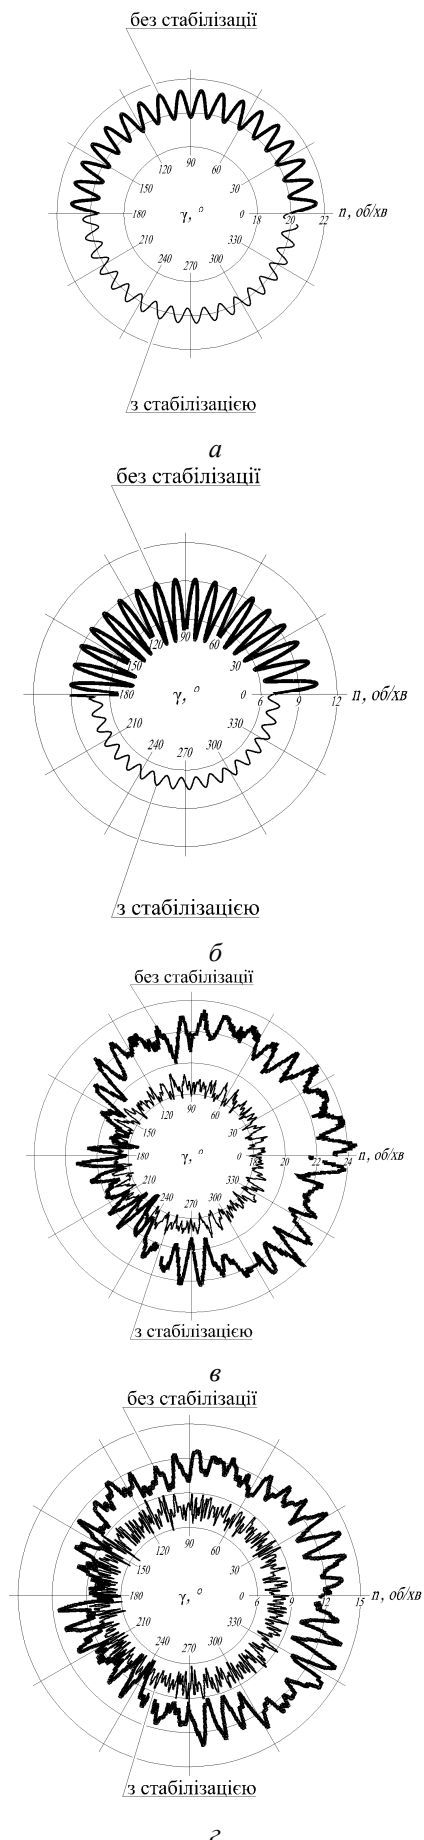 без стабілізації
90
120 60
150 30
180 γ, ° 0 18 20 22 n, об/хв
210 330
240 300
270
з стабілізацією
а
без стабілізації
90
120 60
150 30
180 γ, ° 0 6 9 12 n, об/хв
210 330
240 300
270
з стабілізацією
б
без стабілізації
90
120 60
150 30
180 γ, ° 0 18 20 22 24 n, об/хв
210 330
240 300
270
з стабілізацією
в
без стабілізації
90
120 60
150 30
180 γ, ° 0 6 9 12 15 n, об/хв
210 330
240 300
270
з стабілізацією
г